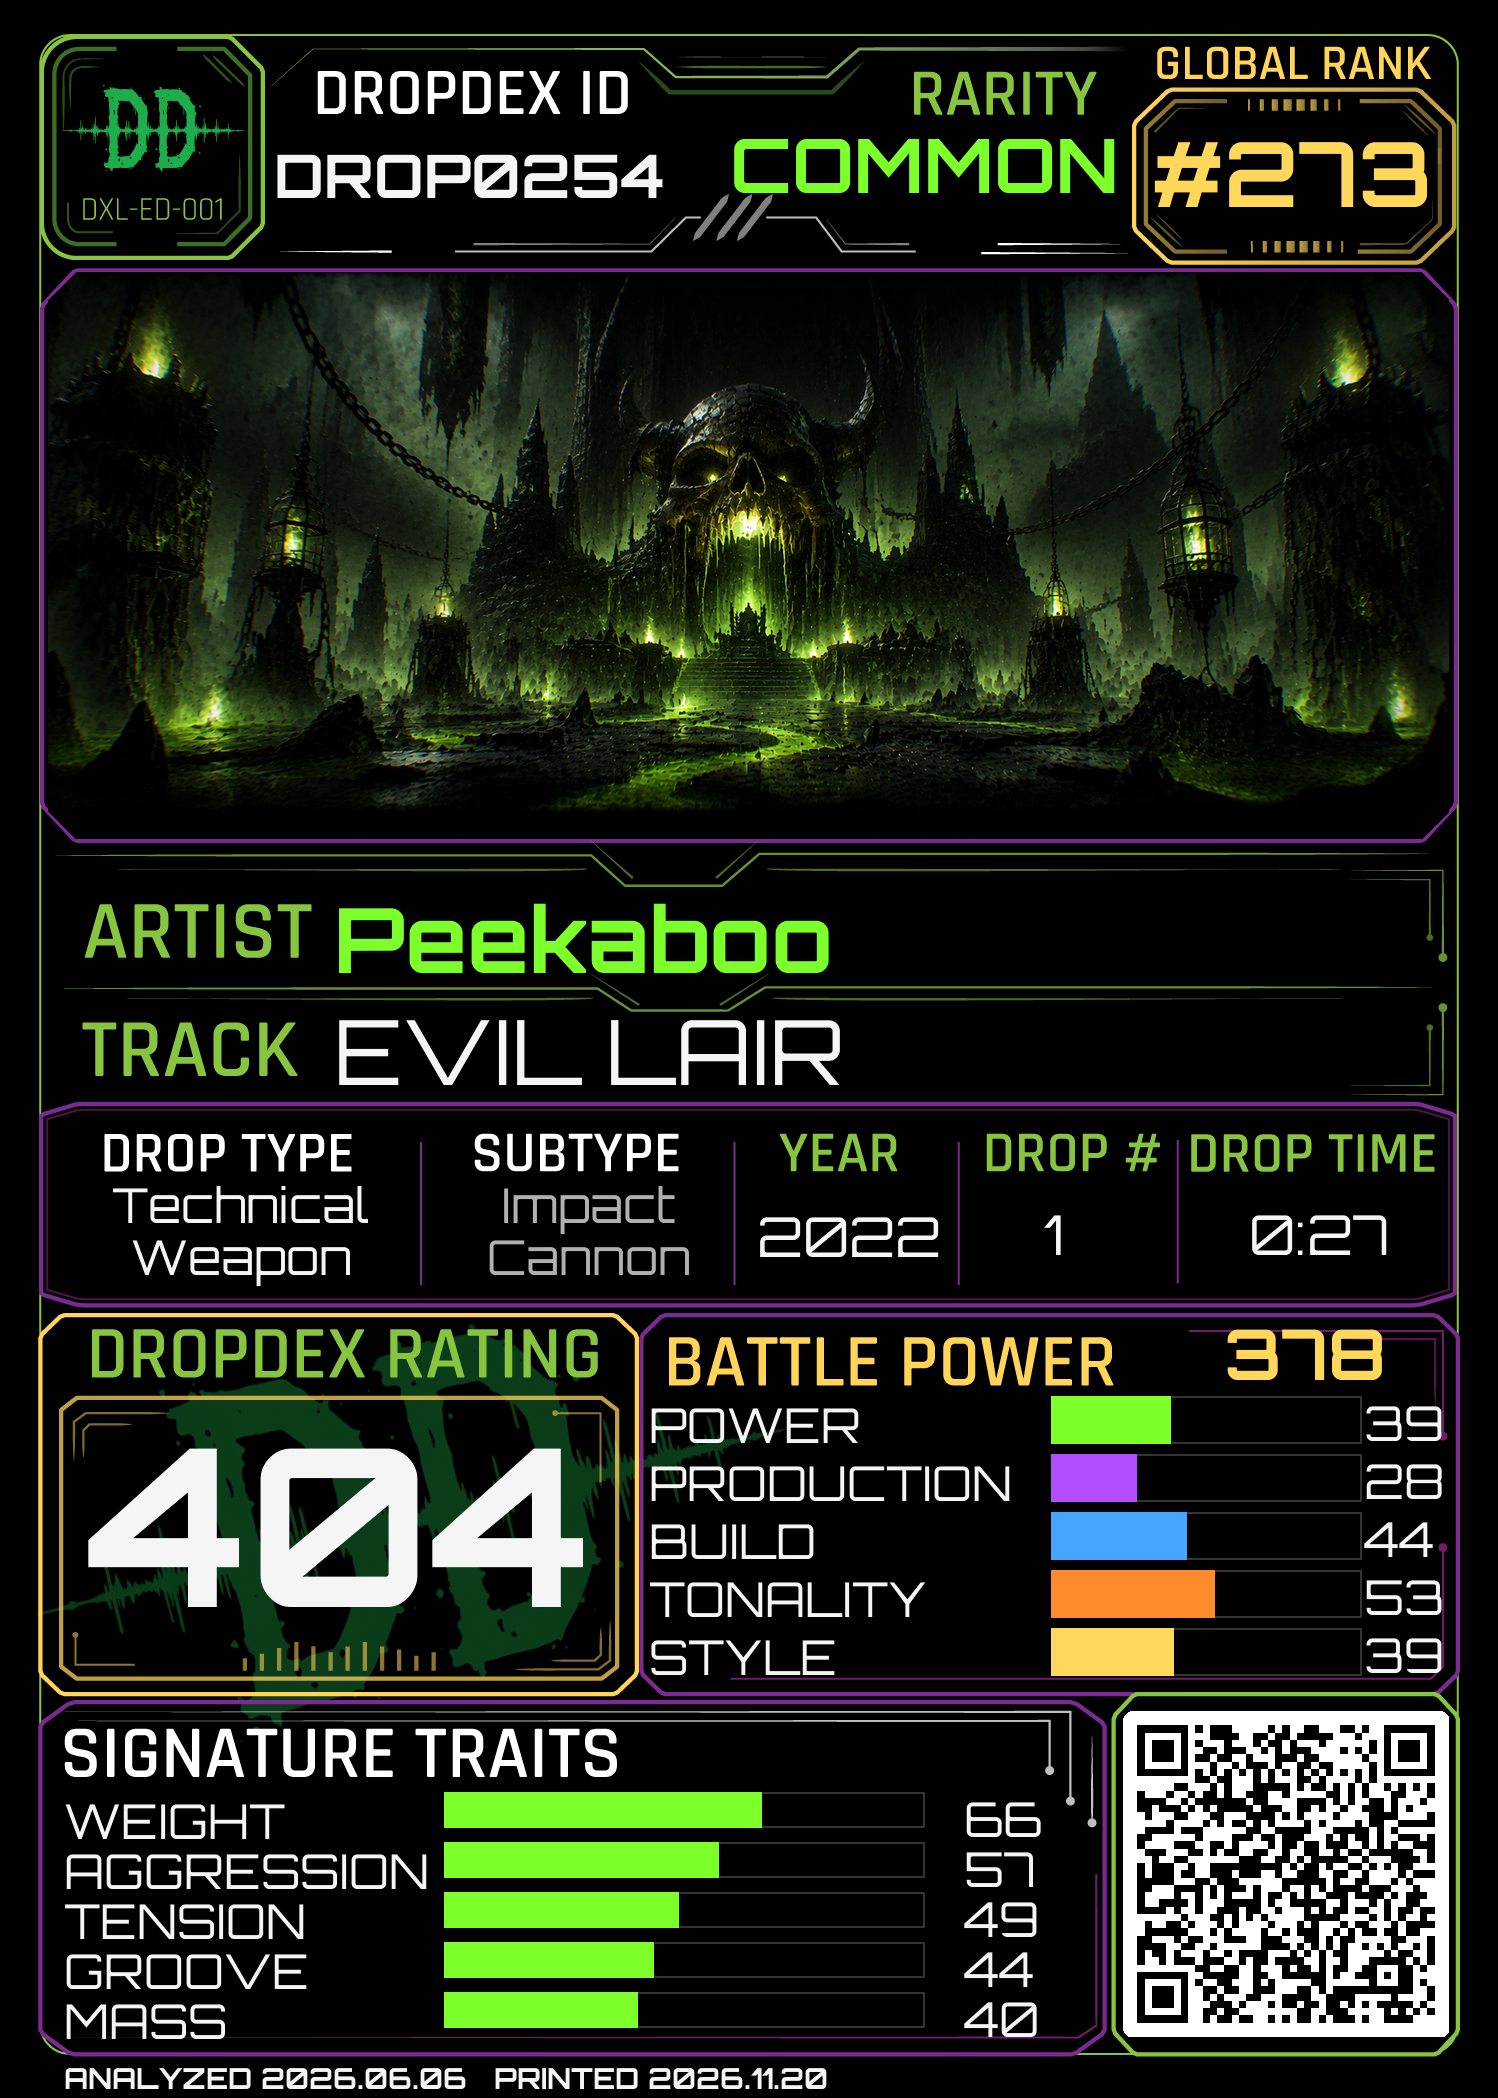 DD
DXL-ED-001
DROPDEX ID
DROP0254
RARITY
COMMON
GLOBAL RANK
#273
ARTIST Peekaboo
TRACK EVIL LAIR
DROP TYPE
Technical
Weapon
SUBTYPE
Impact
Cannon
YEAR
2022
DROP #
1
DROP TIME
0:27
DROPDEX RATING
404
BATTLE POWER 378
POWER 39
PRODUCTION 28
BUILD 44
TONALITY 53
STYLE 39
SIGNATURE TRAITS
WEIGHT 66
AGGRESSION 57
TENSION 49
GROOVE 44
MASS 40
ANALYZED 2026.06.06 PRINTED 2026.11.20